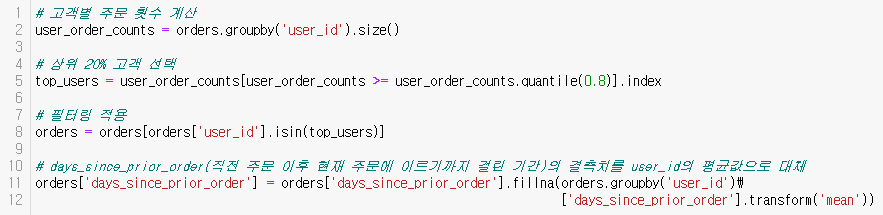 1 # 고객별 주문 횟수 계산
2 user_order_counts = orders.groupby('user_id').size()
3
4 # 상위 20% 고객 선택
5 top_users = user_order_counts[user_order_counts >= user_order_counts.quantile(0.8)].index
6
7 # 필터링 적용
8 orders = orders[orders['user_id'].isin(top_users)]
9
10 # days_since_prior_order(직전 주문 이후 현재 주문에 이르기까지 걸린 기간)의 결측치를 user_id의 평균값으로 대체
11 orders['days_since_prior_order'] = orders['days_since_prior_order'].fillna(orders.groupby('user_id')₩
12 ['days_since_prior_order'].transform('mean'))